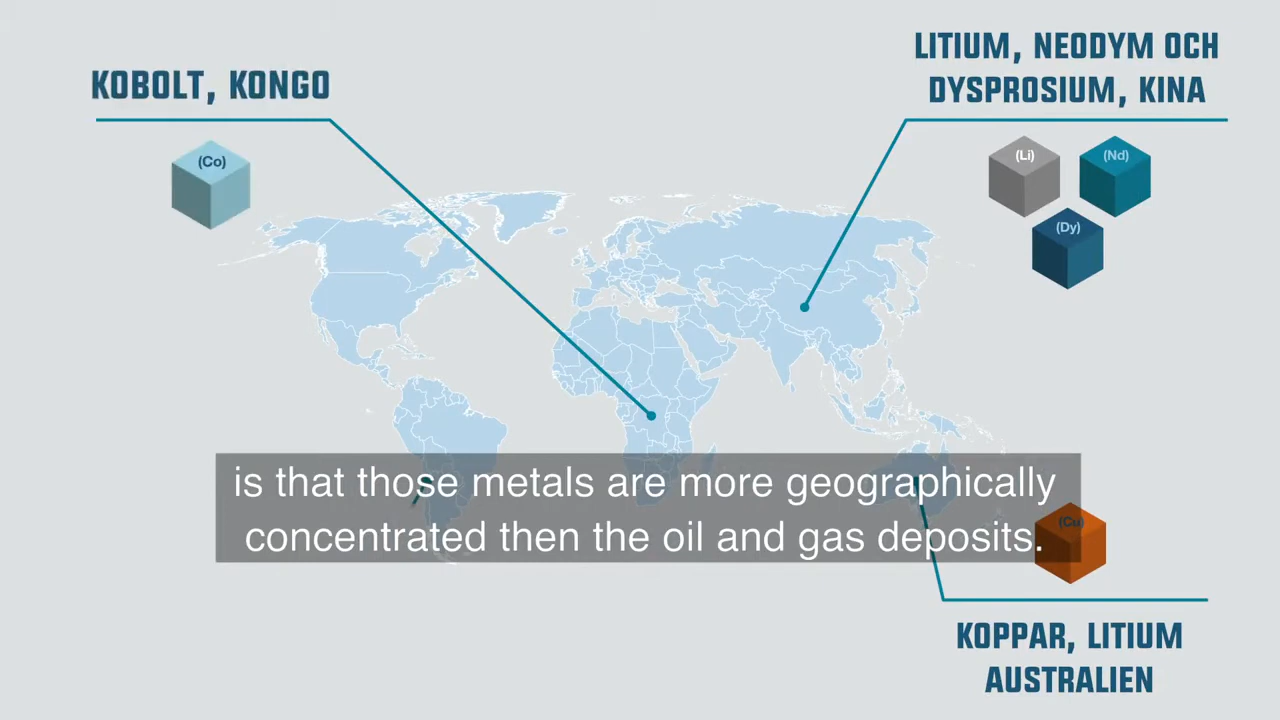 KOBOLT, KONGO
(Co)
LITIUM, NEODYM OCH
DYSPROSIUM, KINA
(Li)
(Nd)
(Dy)
is that those metals are more geographically
concentrated then the oil and gas deposits.
(Cu)
KOPPAR, LITIUM
AUSTRALIEN